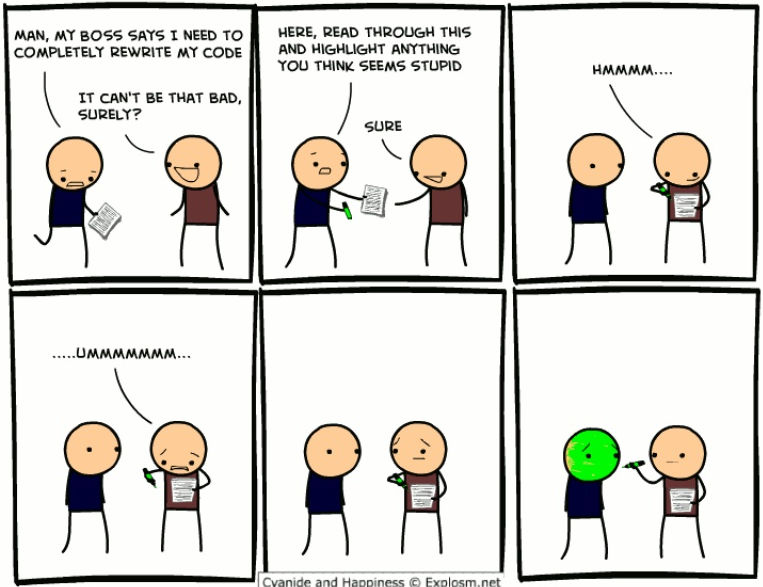 MAN, MY BOSS SAYS I NEED TO
COMPLETELY REWRITE MY CODE
IT CAN'T BE THAT BAD,
SURELY?
HERE, READ THROUGH THIS
AND HIGHLIGHT ANYTHING
YOU THINK SEEMS STUPID
SURE
HMMMM....
.....UMMMMMMM...
Cyanide and Happiness © Explosm.net